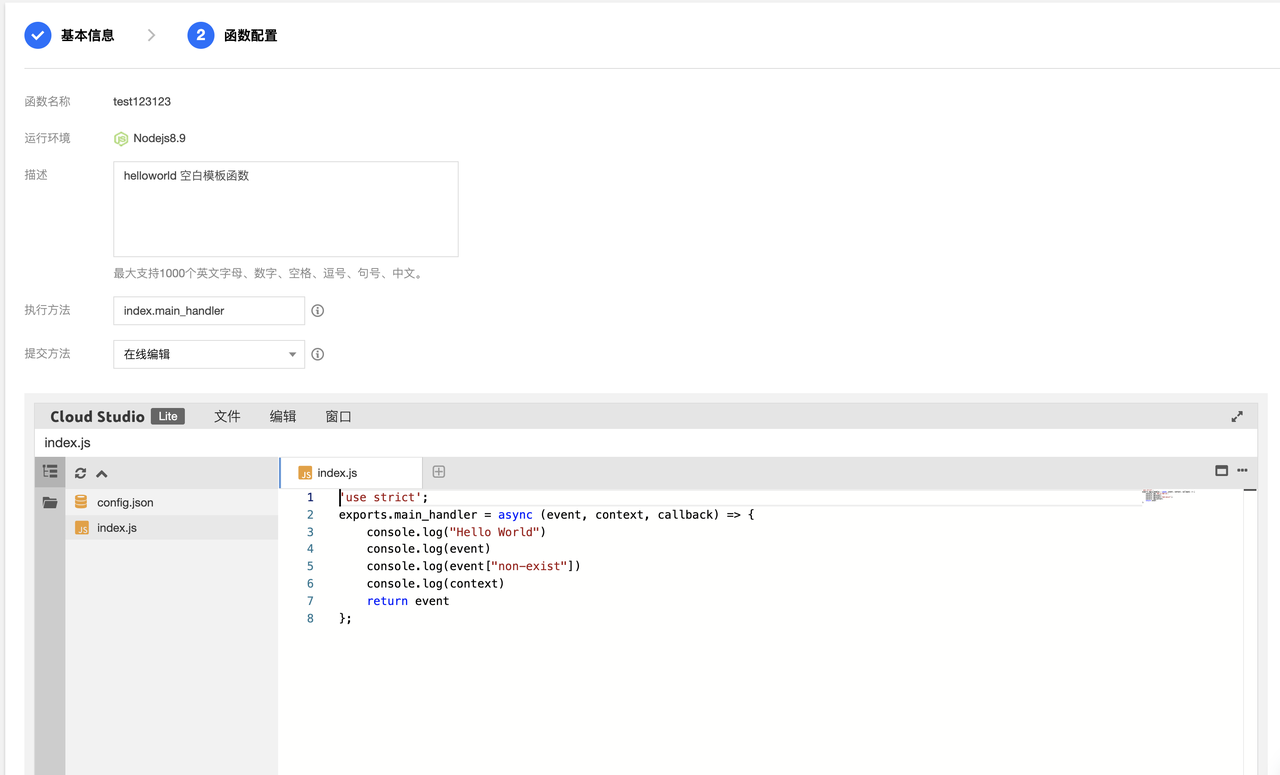 基本信息
2 函数配置
函数名称 test123123
运行环境 Nodejs8.9
描述 helloworld 空白模板函数
最大支持1000个英文字母、数字、空格、逗号、句号、中文。
执行方法 index.main_handler
提交方法 在线编辑
Cloud Studio Lite 文件 编辑 窗口
index.js
JS index.js
config.json
JS index.js
1 'use strict';
2 exports.main_handler = async (event, context, callback) => {
3 console.log("Hello World")
4 console.log(event)
5 console.log(event["non-exist"])
6 console.log(context)
7 return event
8 };